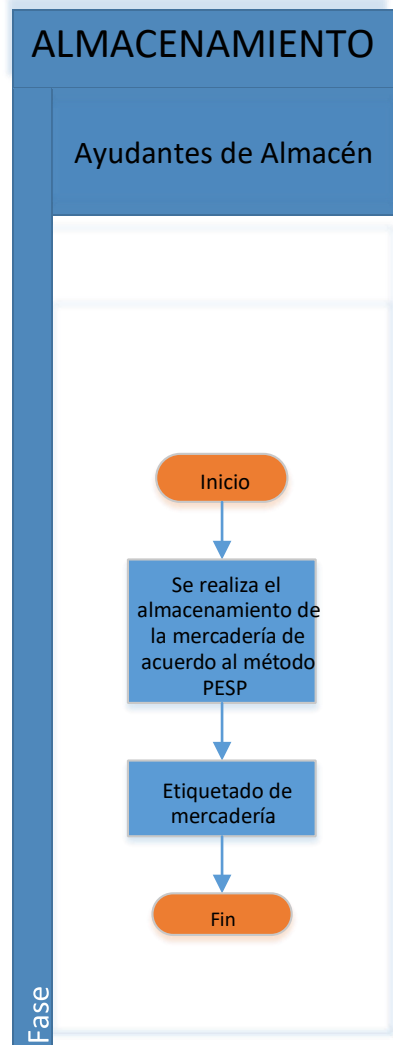 ALMACENAMIENTO
Ayudantes de Almacén
Inicio
Se realiza el
almacenamiento de
la mercadería de
acuerdo al método
PESP
Etiquetado de
mercadería
Fin
Fase